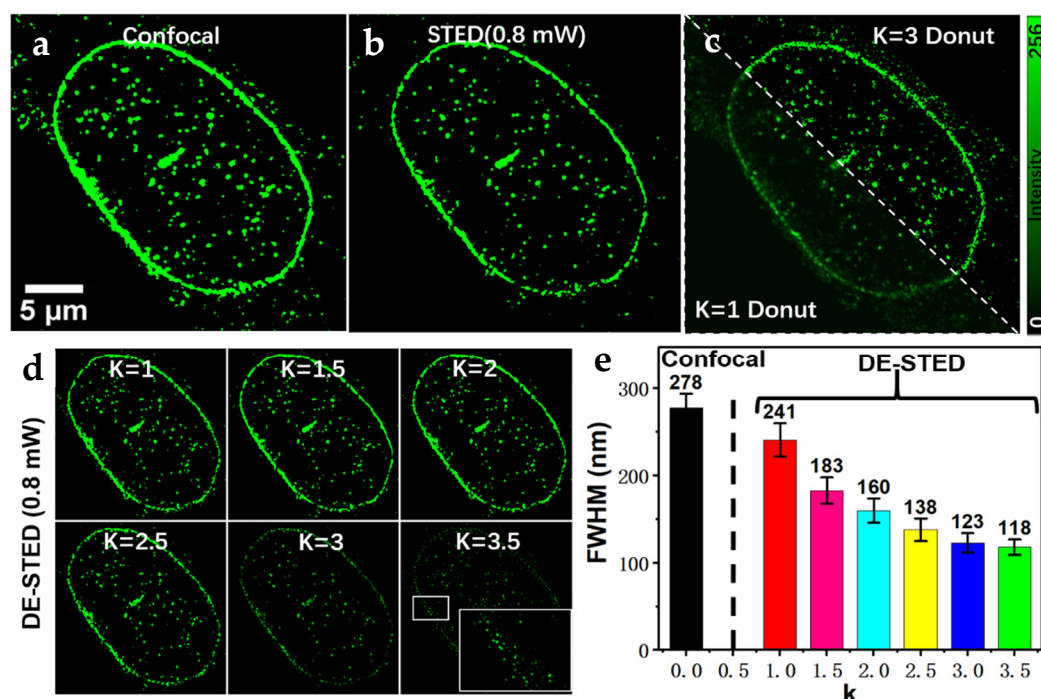 a
Confocal
b
STED(0.8 mW)
c
K=3 Donut
K=1 Donut
5 μm
256
Intensity
0
d
DE-STED (0.8 mW)
K=1
K=1.5
K=2
K=2.5
K=3
K=3.5
e
Confocal
DE-STED
278
241
183
160
138
123
118
FWHM (nm)
300
200
100
0
0.0
0.5
1.0
1.5
2.0
2.5
3.0
3.5
k